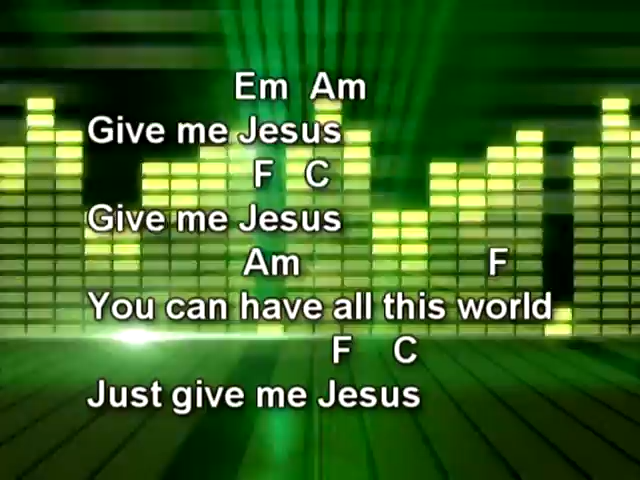 Em Am
Give me Jesus
F C
Give me Jesus
Am F
You can have all this world
F C
Just give me Jesus